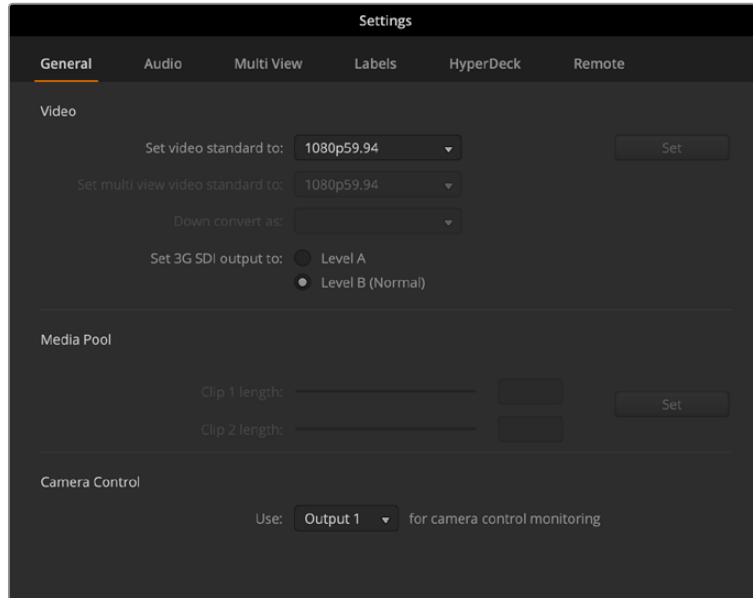 Settings
General Audio Multi View Labels HyperDeck Remote
Video
Set video standard to: 1080p59.94 Set
Set multi view video standard to: 1080p59.94
Down convert as:
Set 3G SDI output to: Level A
Level B (Normal)
Media Pool
Clip 1 length:
Set
Clip 2 length:
Camera Control
Use: Output 1 for camera control monitoring